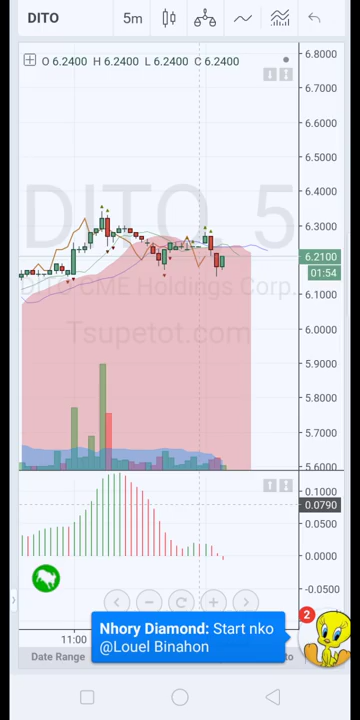 DITO 5m
O 6.2400 H 6.2400 L 6.2400 C 6.2400
6.8000
6.7000
6.6000
6.5000
6.4000
DITO, 5
6.3000
6.2100
01:54
DITO CME Holdings Corp.
6.1000
Tsupetot.com
6.0000
5.9000
5.8000
5.7000
5.6000
0.1000
0.0790
0.0500
0.0000
-0.0500
2
Nhory Diamond: Start nko
@Louel Binahon
11:00
Date Range